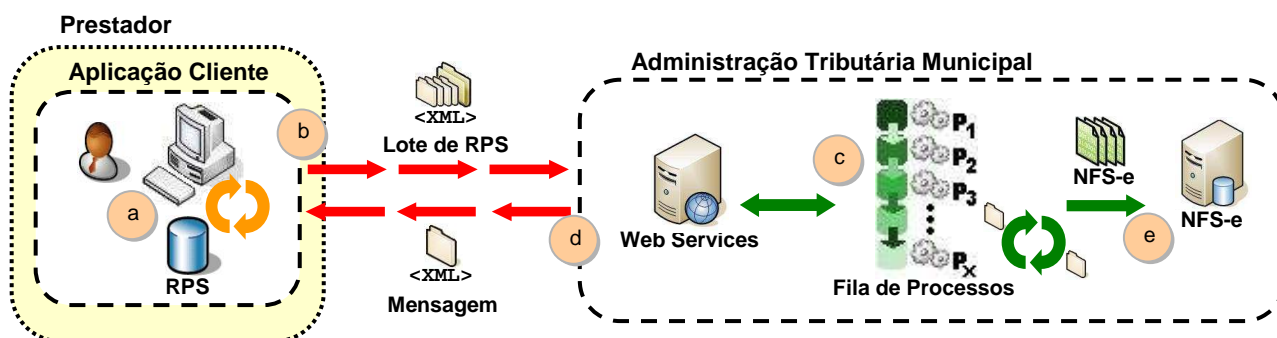 Prestador
Aplicação Cliente
a
RPS
b
<XML>
Lote de RPS
<XML>
Mensagem
d
Administração Tributária Municipal
Web Services
c
P1
P2
P3
Px
Fila de Processos
NFS-e
e
NFS-e